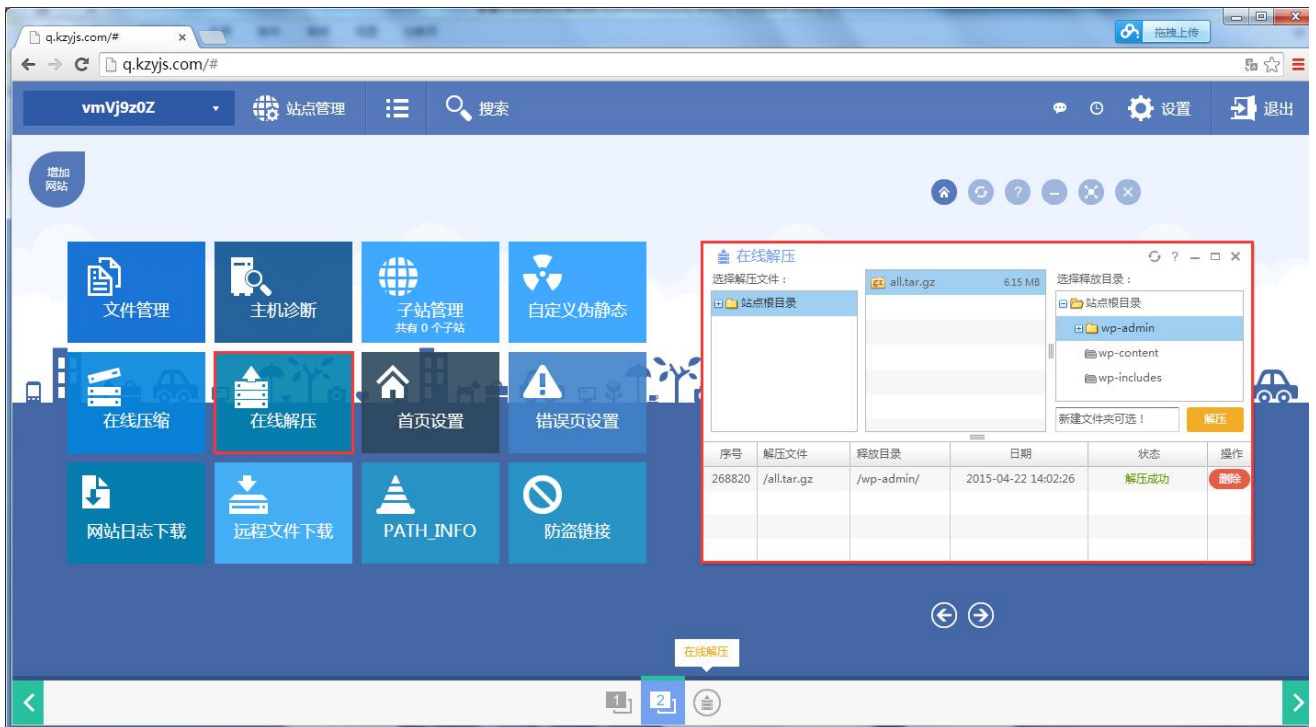 q.kzyjs.com/#
拖拽上传
q.kzyjs.com/#
vmVj9z0Z
站点管理
搜索
设置
退出
增加
网站
文件管理
主机诊断
子站管理
共有 0 个子站
自定义伪静态
在线压缩
在线解压
首页设置
错误页设置
网站日志下载
远程文件下载
PATH_INFO
防盗链接
在线解压
选择解压文件：
站点根目录
all.tar.gz 6.15 MB
选择释放目录：
站点根目录
wp-admin
wp-content
wp-includes
新建文件夹可选！ 解压
序号 解压文件 释放目录 日期 状态 操作
268820 /all.tar.gz /wp-admin/ 2015-04-22 14:02:26 解压成功 删除
在线解压
1 2